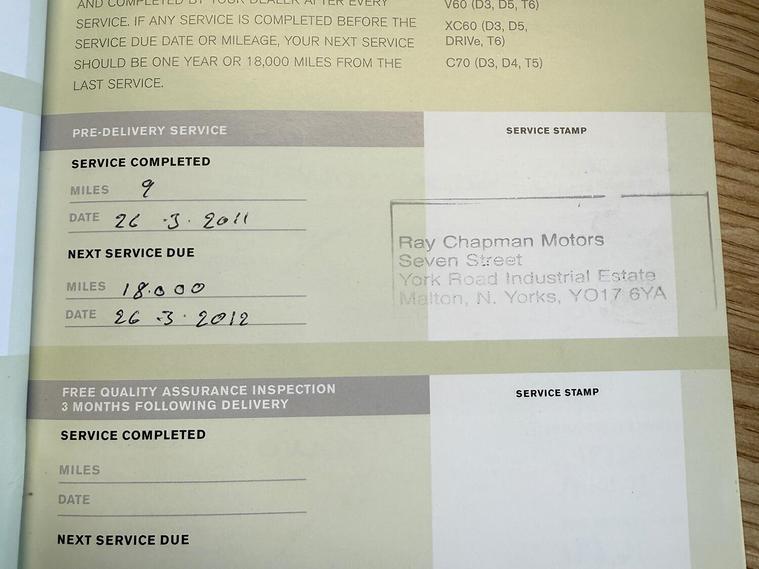 AND COMPLETED BY YOUR DEALER AFTER EVERY
SERVICE. IF ANY SERVICE IS COMPLETED BEFORE THE
SERVICE DUE DATE OR MILEAGE, YOUR NEXT SERVICE
SHOULD BE ONE YEAR OR 18,000 MILES FROM THE
LAST SERVICE.
V60 (D3, D5, T6)
XC60 (D3, D5,
DRIVe, T6)
C70 (D3, D4, T5)
PRE-DELIVERY SERVICE
SERVICE STAMP
SERVICE COMPLETED
MILES 9
DATE 26 .3. 2011
NEXT SERVICE DUE
MILES 18.000
DATE 26 .3. 2012
Ray Chapman Motors
Seven Street
York Road Industrial Estate
Malton, N. Yorks, YO17 6YA
FREE QUALITY ASSURANCE INSPECTION
3 MONTHS FOLLOWING DELIVERY
SERVICE STAMP
SERVICE COMPLETED
MILES
DATE
NEXT SERVICE DUE